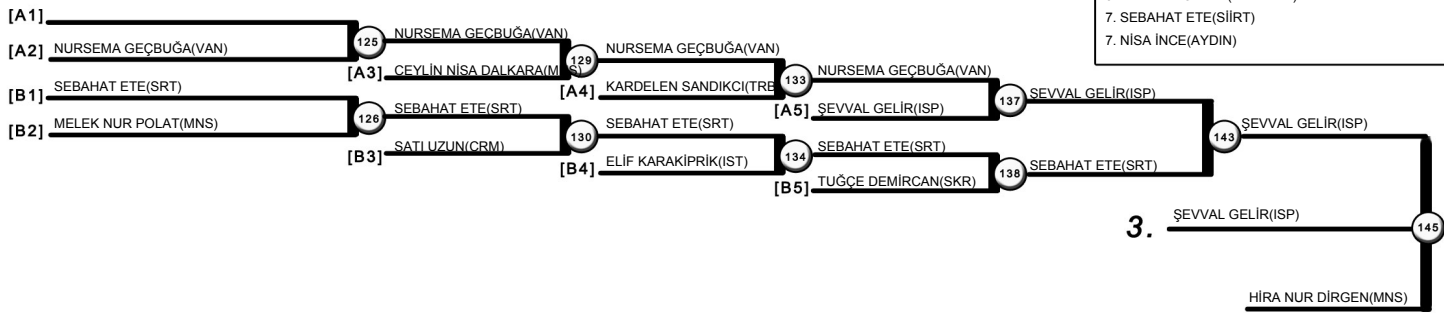 7. SEBAHAT ETE(SİİRT)
7. NİSA İNCE(AYDIN)
[A1]
[A2] NURSEMA GEÇBUĞA(VAN)
125
NURSEMA GEÇBUĞA(VAN)
[A3] CEYLİN NİSA DALKARA(MNS)
129
NURSEMA GEÇBUĞA(VAN)
[A4] KARDELEN SANDIKCI(TRB)
133
NURSEMA GEÇBUĞA(VAN)
[A5] ŞEVVAL GELİR(ISP)
137
ŞEVVAL GELİR(ISP)
[B1] SEBAHAT ETE(SRT)
[B2] MELEK NUR POLAT(MNS)
126
SEBAHAT ETE(SRT)
[B3] SATI UZUN(CRM)
130
SEBAHAT ETE(SRT)
[B4] ELİF KARAKİPRİK(IST)
134
SEBAHAT ETE(SRT)
[B5] TUĞÇE DEMİRCAN(SKR)
138
SEBAHAT ETE(SRT)
143
ŞEVVAL GELİR(ISP)
3. ŞEVVAL GELİR(ISP)
145
HİRA NUR DİRGEN(MNS)